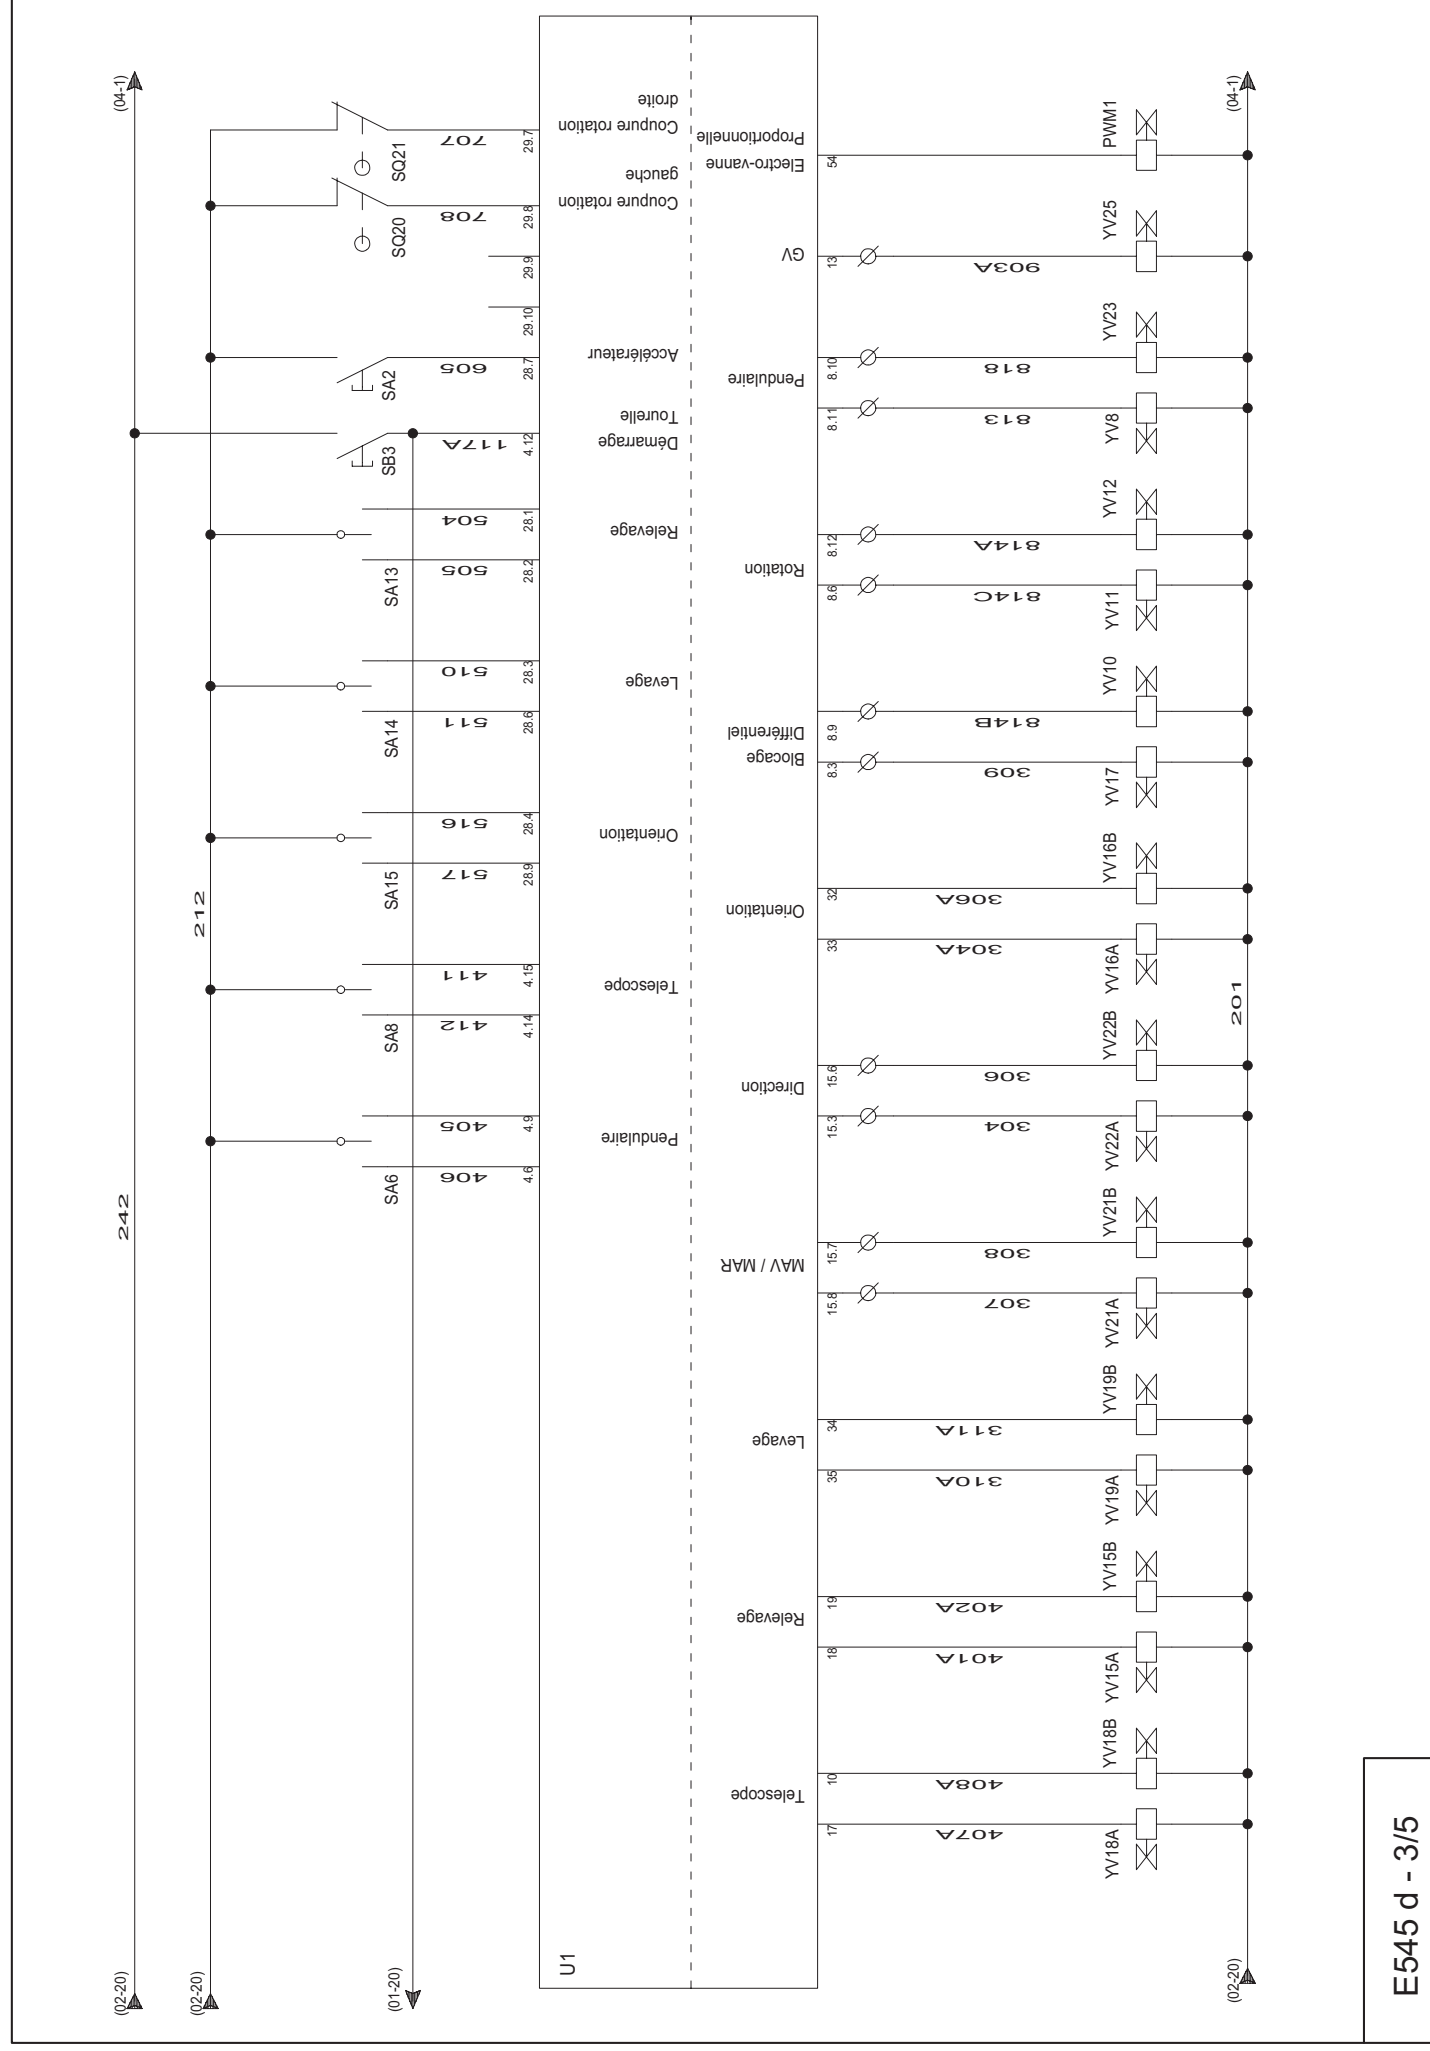 (02-20)
242
(04-1)
(02-20)
212
(01-20)
SA6
406
4.6
405
4.9
Pendulaire
SA8
412
4.14
411
4.15
Telescope
SA15
517
28.9
516
28.4
Orientation
SA14
511
28.6
510
28.3
Levage
SA13
505
28.2
504
28.1
Relevage
SB3
117A
4.12
Démarrage
Tourelle
SA2
605
28.7
Accélérateur
29.10
29.9
SQ20
708
29.8
Coupure rotation
gauche
SQ21
707
29.7
Coupure rotation
droite
U1
Telescope
17
407A
YV18A
10
408A
YV18B
Relevage
18
401A
YV15A
19
402A
YV15B
Levage
35
310A
YV19A
34
311A
YV19B
MAV / MAR
15.8
307
YV21A
15.7
308
YV21B
Direction
15.3
304
YV22A
15.6
306
YV22B
Orientation
33
304A
YV16A
32
306A
YV16B
Blocage
Différentiel
8.3
309
YV17
8.9
814B
YV10
Rotation
8.6
814C
YV11
8.12
814A
YV12
Pendulaire
8.11
813
YV8
8.10
818
YV23
GV
13
903A
YV25
Electro-vanne
Proportionnelle
54
PWM1
(02-20)
201
(04-1)
E545 d - 3/5